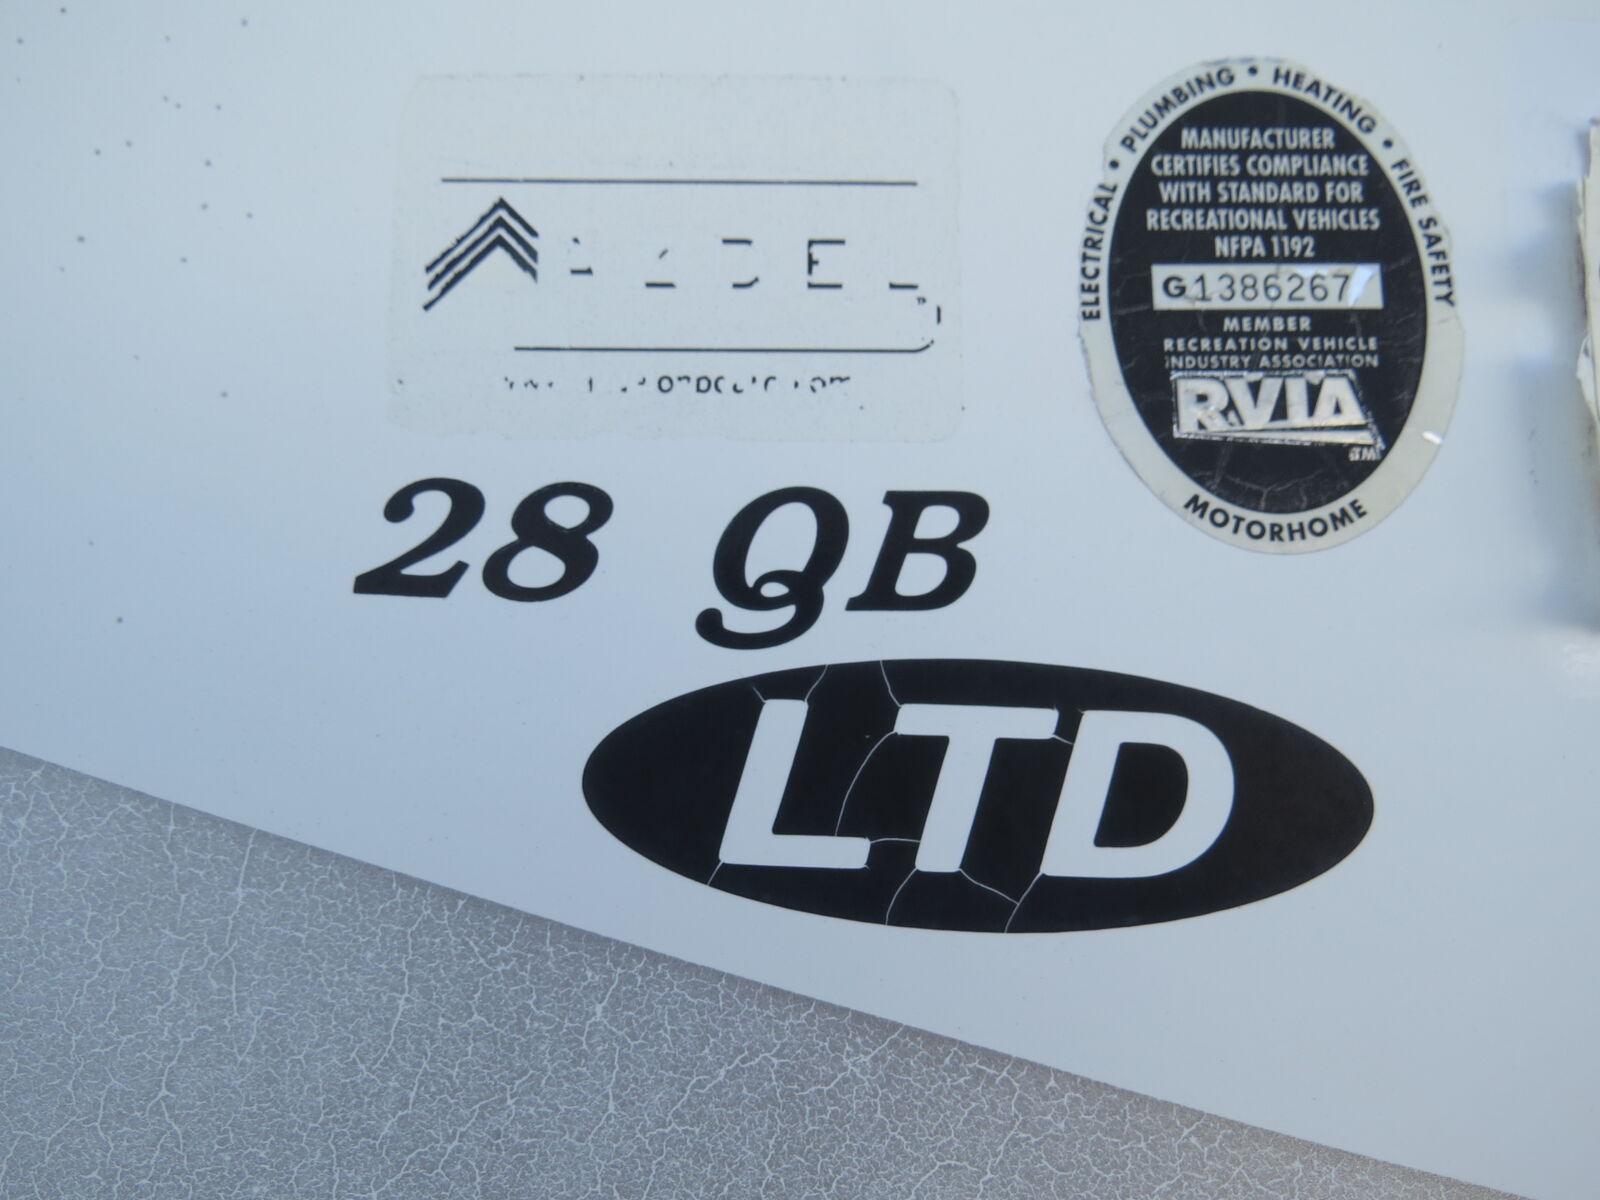 ELECTRICAL • PLUMBING • HEATING • FIRE SAFETY
MANUFACTURER
CERTIFIES COMPLIANCE
WITH STANDARD FOR
RECREATIONAL VEHICLES
NFPA 1192
G1386267
MEMBER
RECREATION VEHICLE
INDUSTRY ASSOCIATION
RVIA
TM
MOTORHOME
28 QB
LTD